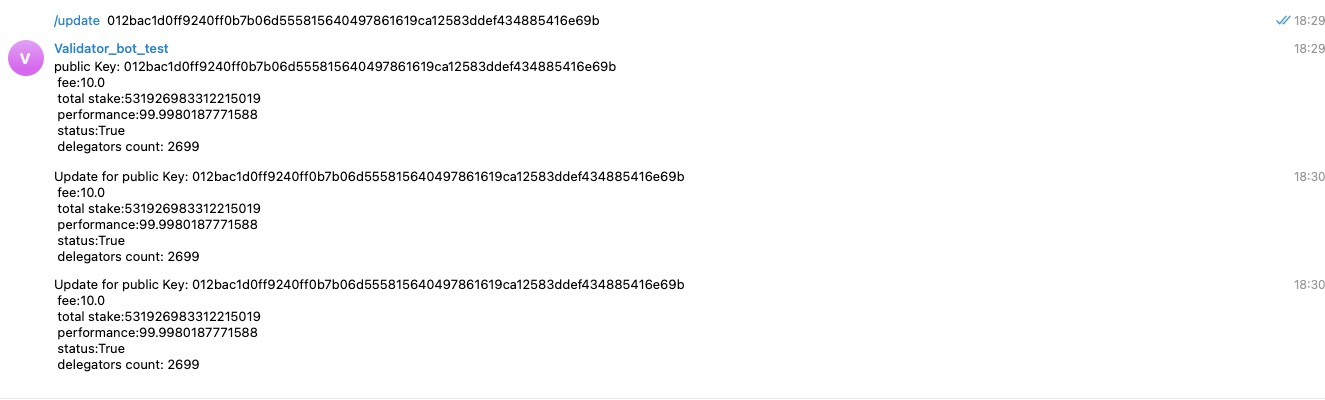 /update 012bac1d0ff9240ff0b7b06d555815640497861619ca12583ddef434885416e69b 18:29
V
Validator_bot_test 18:29
public Key: 012bac1d0ff9240ff0b7b06d555815640497861619ca12583ddef434885416e69b
fee:10.0
total stake:531926983312215019
performance:99.9980187771588
status:True
delegators count: 2699
Update for public Key: 012bac1d0ff9240ff0b7b06d555815640497861619ca12583ddef434885416e69b 18:30
fee:10.0
total stake:531926983312215019
performance:99.9980187771588
status:True
delegators count: 2699
Update for public Key: 012bac1d0ff9240ff0b7b06d555815640497861619ca12583ddef434885416e69b 18:30
fee:10.0
total stake:531926983312215019
performance:99.9980187771588
status:True
delegators count: 2699